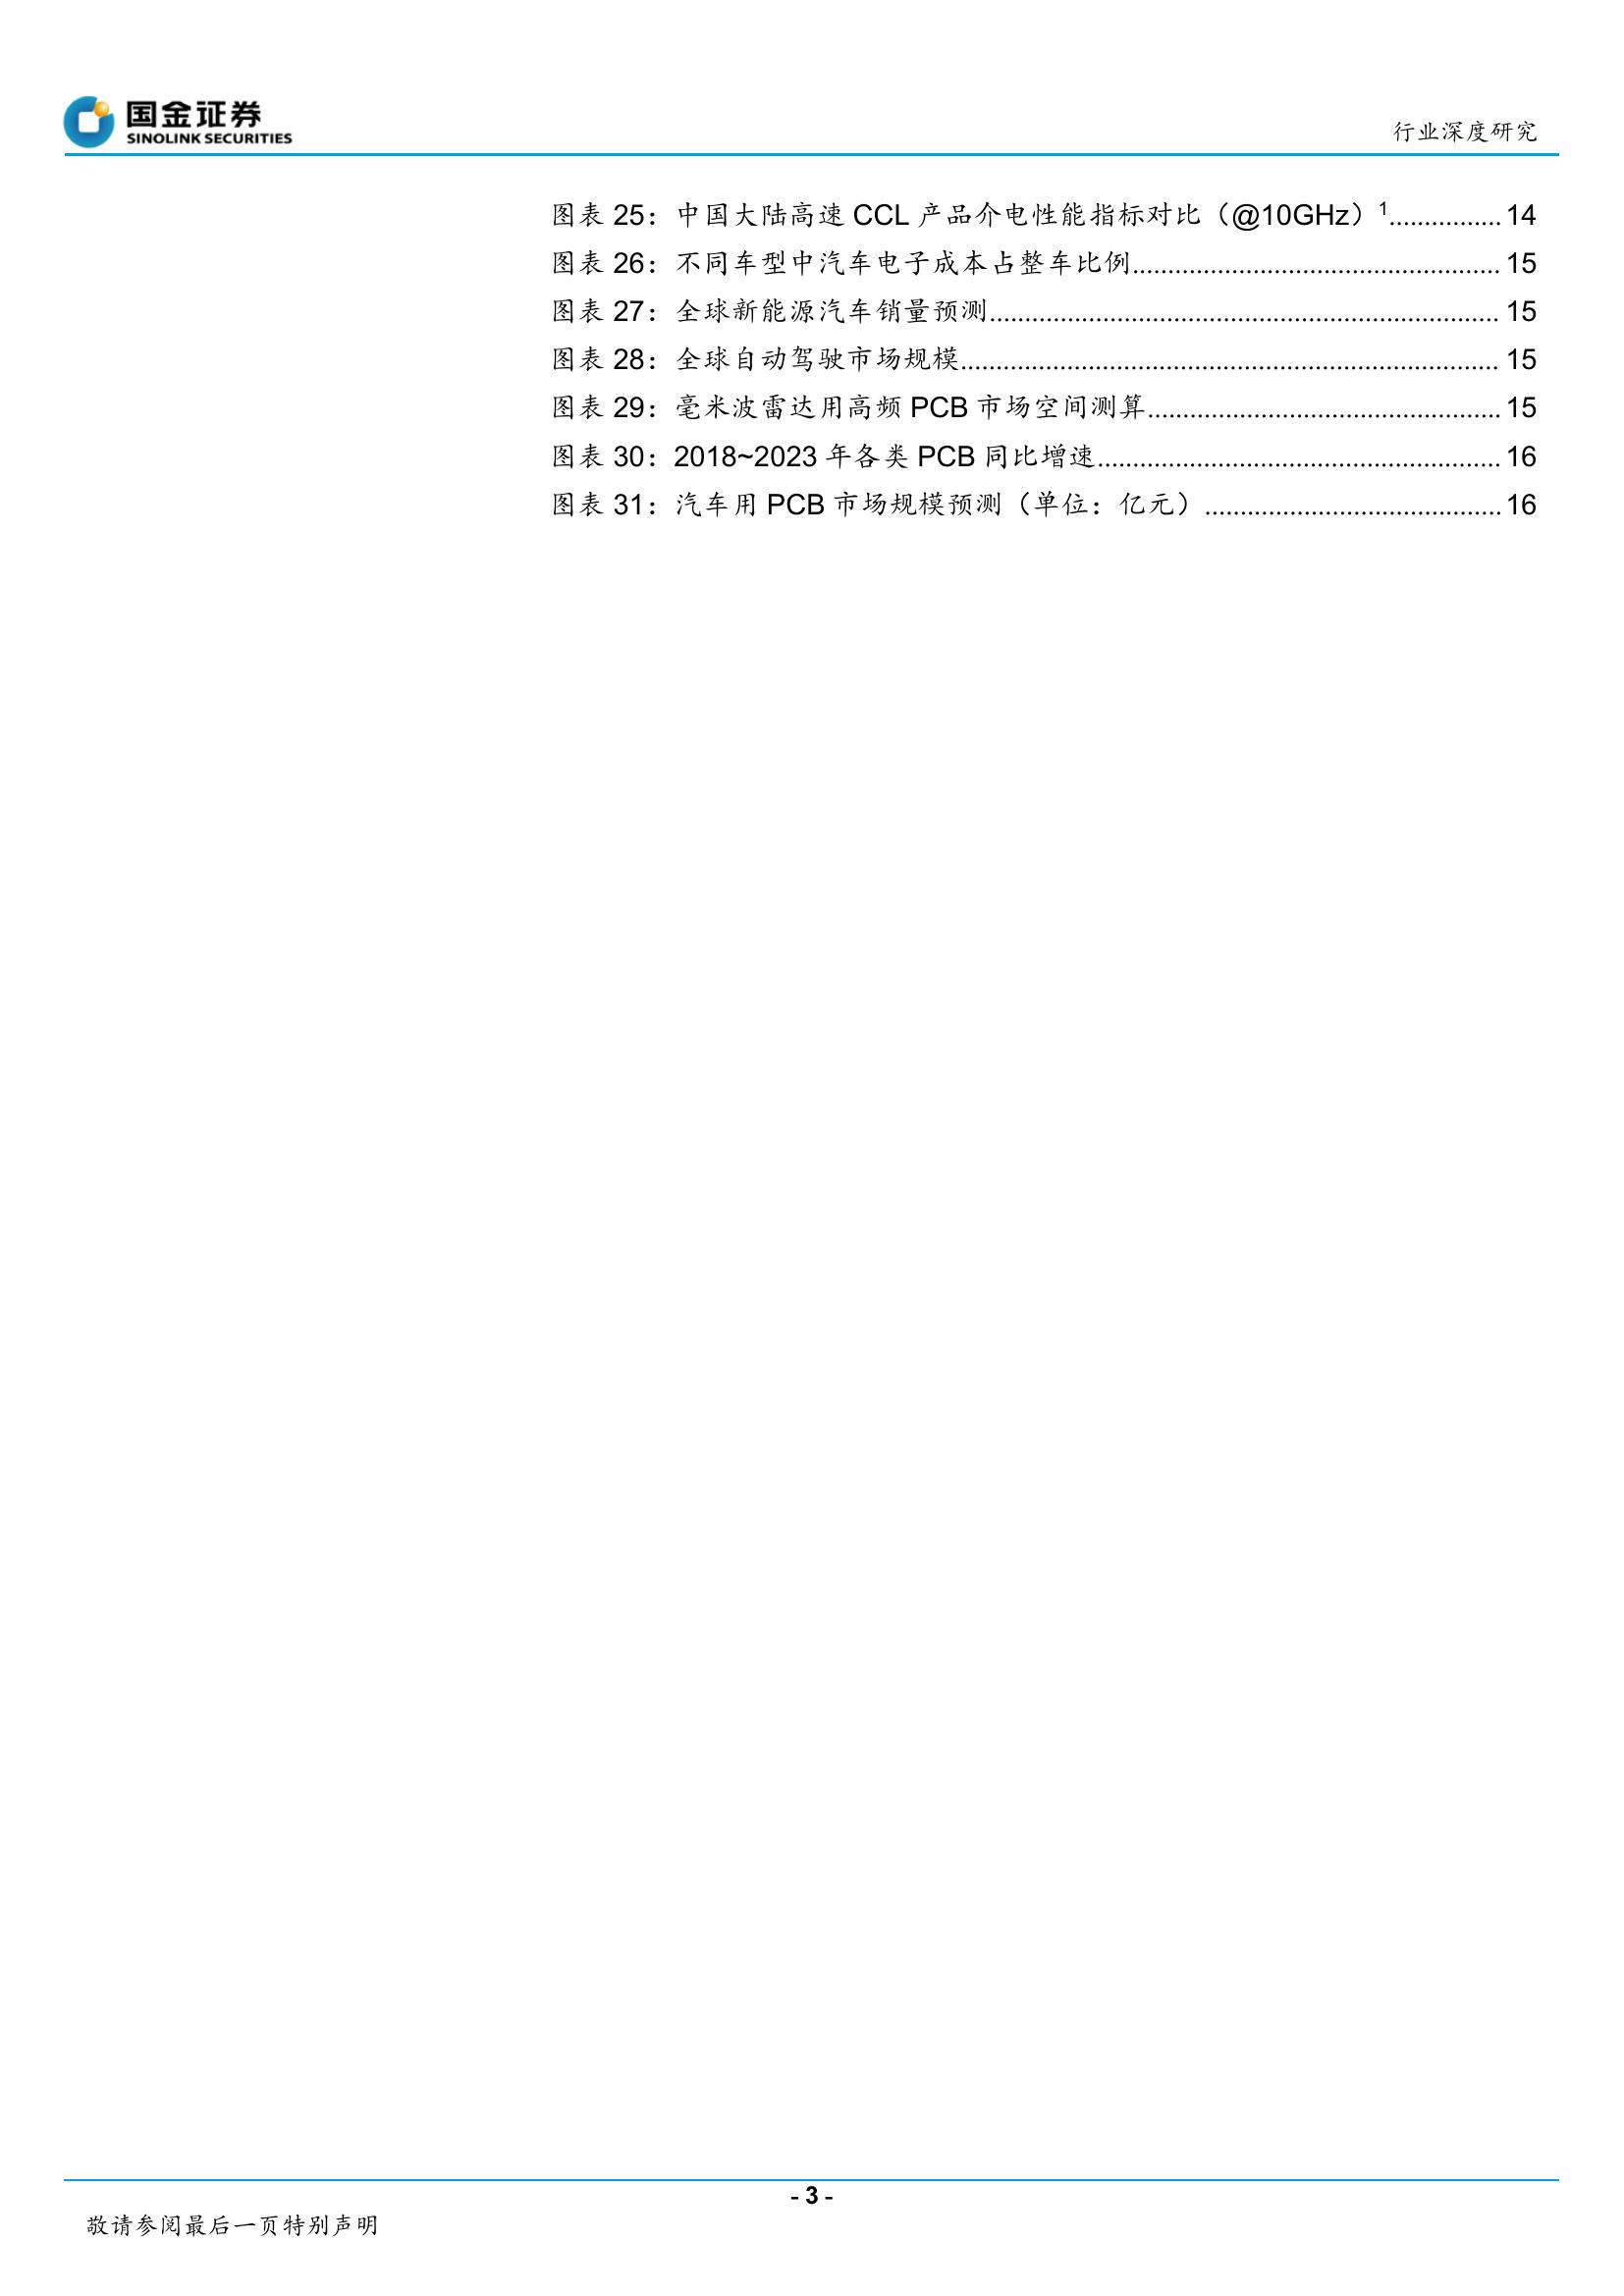 国金证券
SINOLINK SECURITIES
行业深度研究
图表 25：中国大陆高速 CCL 产品介电性能指标对比（@10GHz）1................ 14
图表 26：不同车型中汽车电子成本占整车比例.................................................... 15
图表 27：全球新能源汽车销量预测........................................................................ 15
图表 28：全球自动驾驶市场规模............................................................................ 15
图表 29：毫米波雷达用高频 PCB 市场空间测算.................................................. 15
图表 30：2018~2023 年各类 PCB 同比增速......................................................... 16
图表 31：汽车用 PCB 市场规模预测（单位：亿元）.......................................... 16
- 3 -
敬请参阅最后一页特别声明